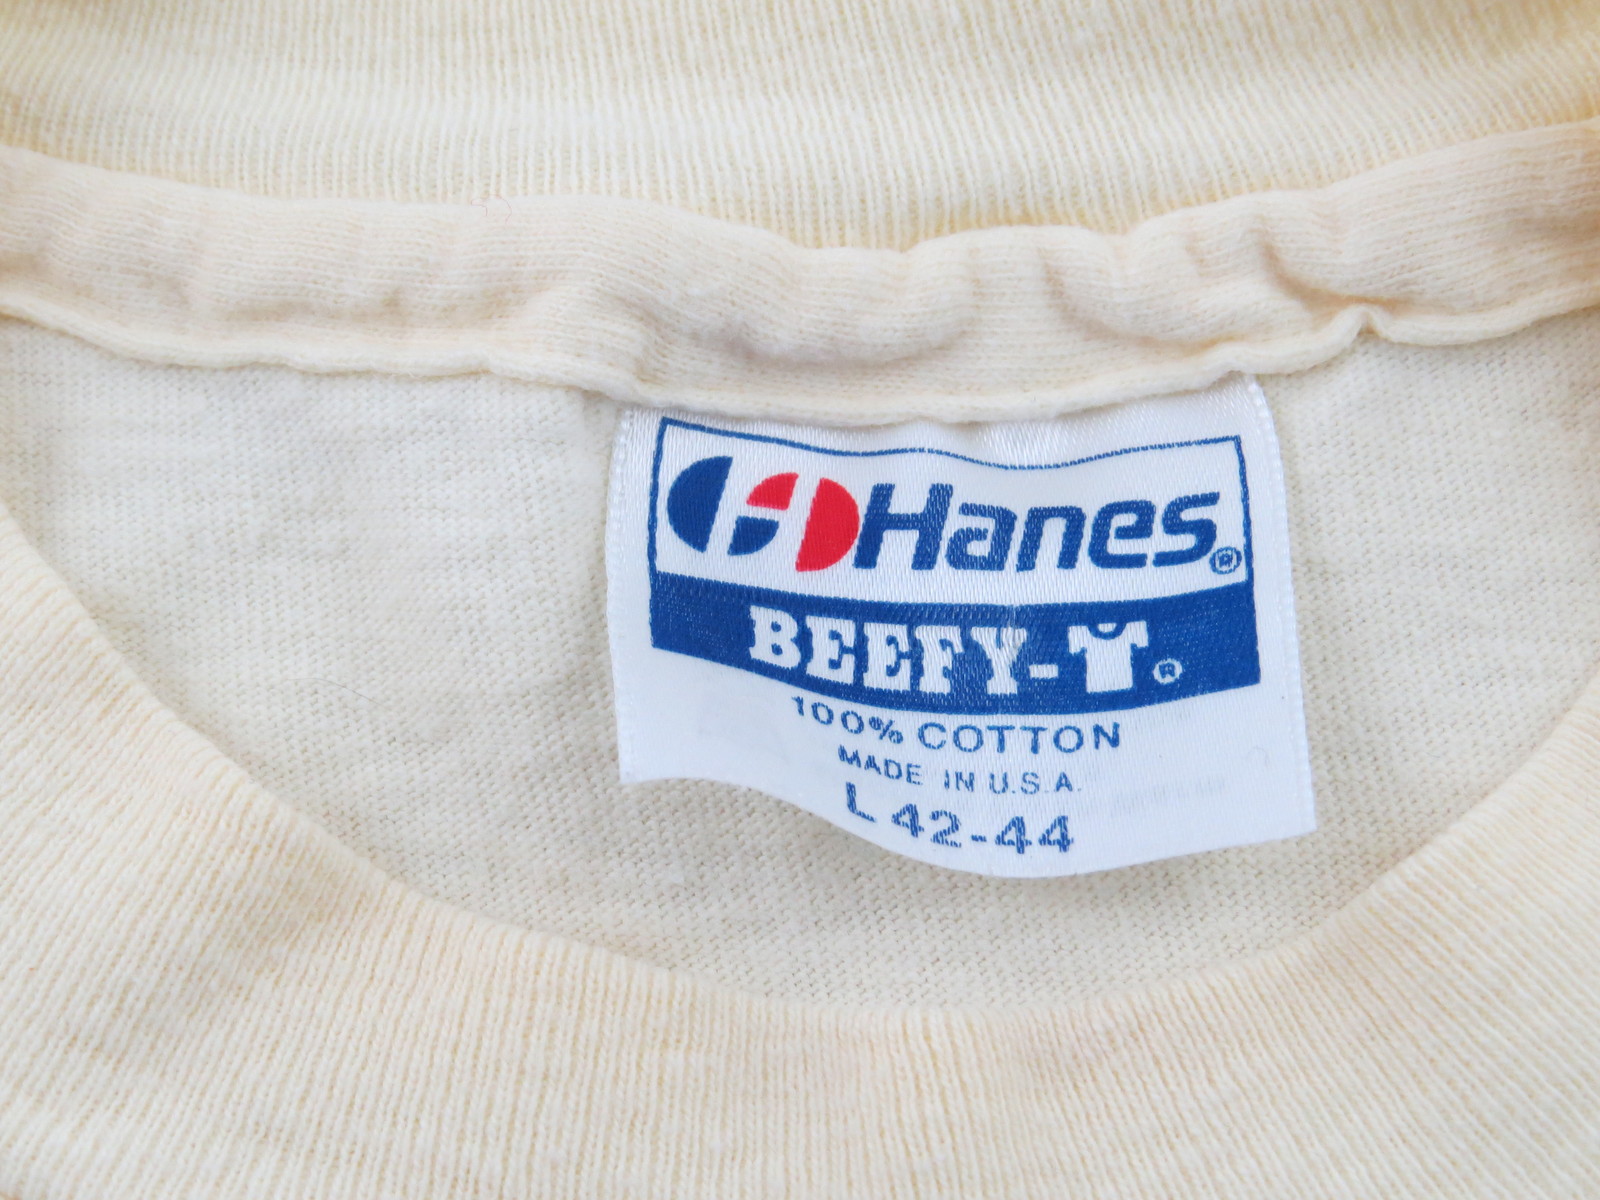 Hanes®
BEEFY-T®
100% COTTON
MADE IN U.S.A.
L 42-44